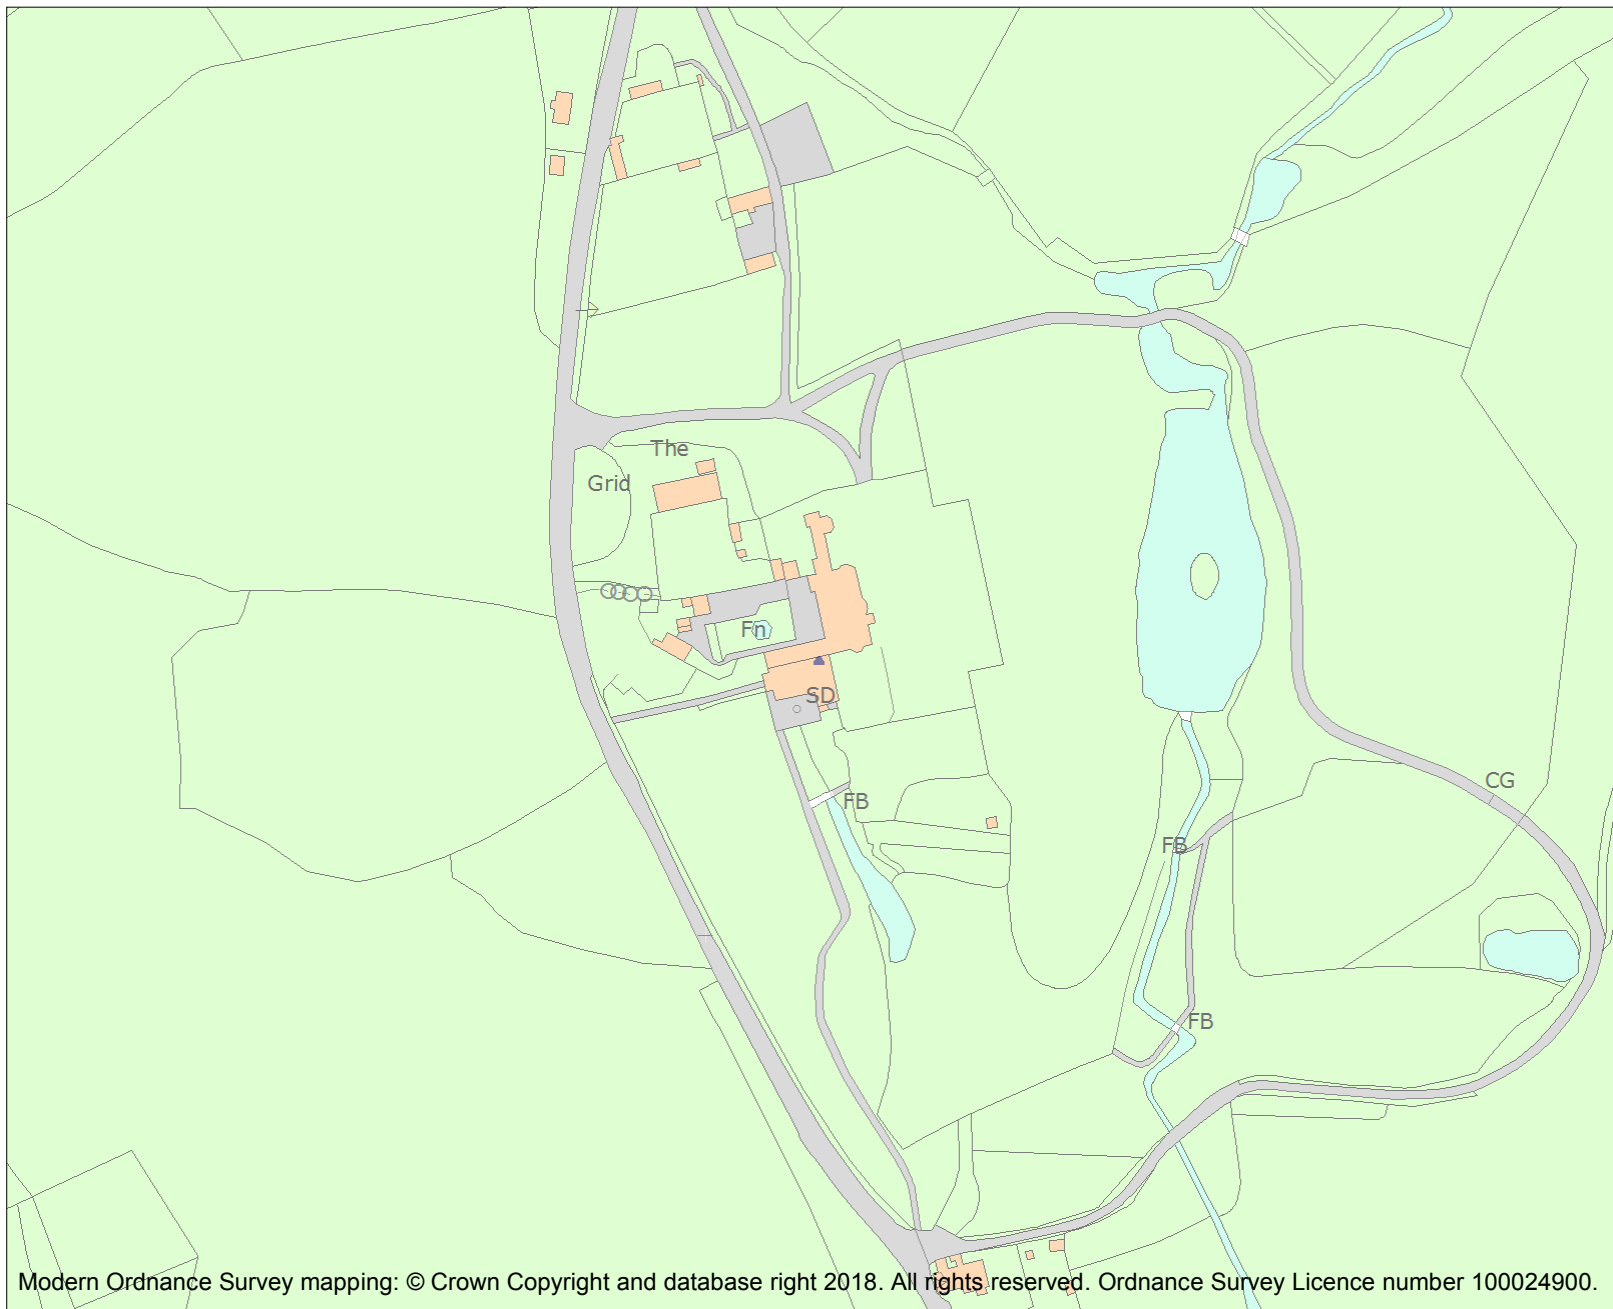 The
Grid
Fn
SD
CG
FB
FB
FB
Modern Ordnance Survey mapping: © Crown Copyright and database right 2018. All rights reserved. Ordnance Survey Licence number 100024900.